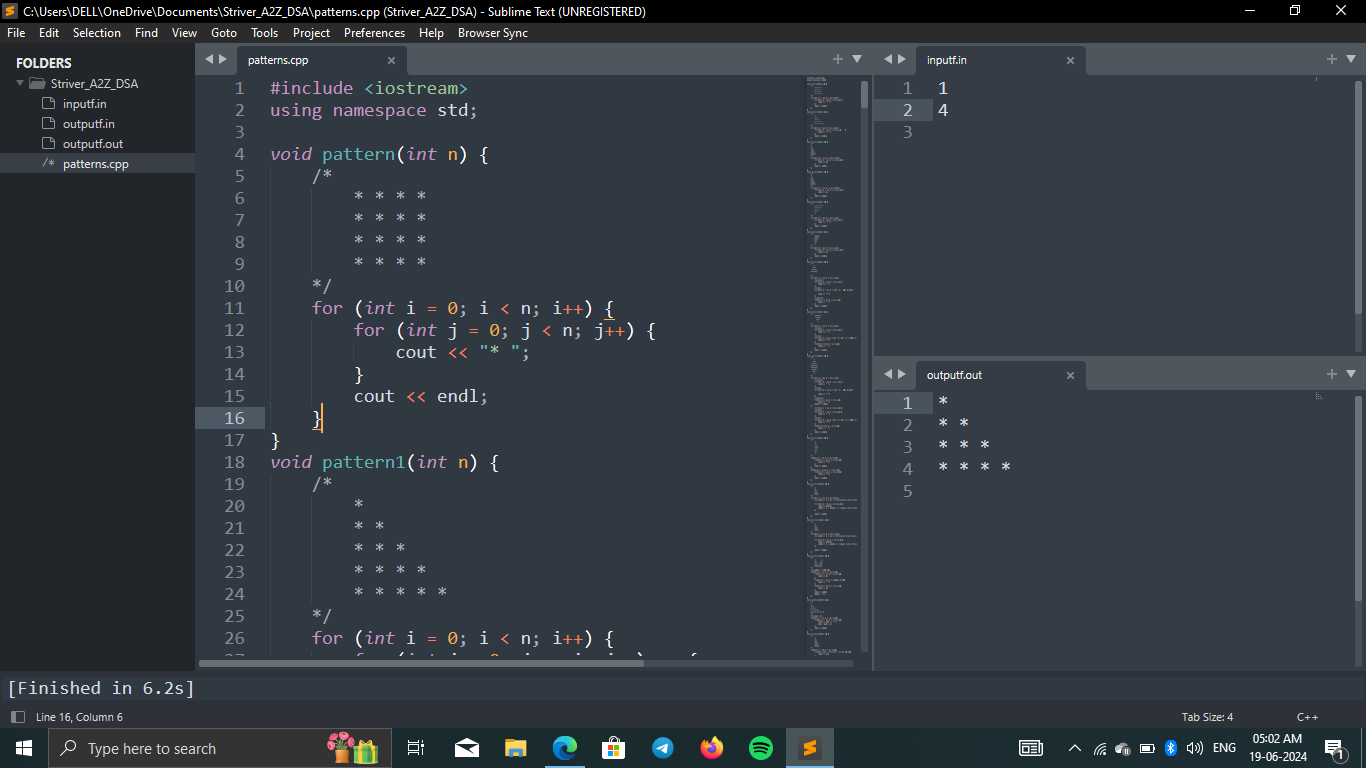 C:\Users\DELL\OneDrive\Documents\Striver_A2Z_DSA\patterns.cpp (Striver_A2Z_DSA) - Sublime Text (UNREGISTERED)
File Edit Selection Find View Goto Tools Project Preferences Help Browser Sync
FOLDERS
Striver_A2Z_DSA
inputf.in
outputf.in
outputf.out
/* patterns.cpp
patterns.cpp
1 #include <iostream>
2 using namespace std;
3
4 void pattern(int n) {
5 /*
6 * * * *
7 * * * *
8 * * * *
9 * * * *
10 */
11 for (int i = 0; i < n; i++) {
12 for (int j = 0; j < n; j++) {
13 cout << "* ";
14 }
15 cout << endl;
16 }
17 }
18 void pattern1(int n) {
19 /*
20 *
21 * *
22 * * *
23 * * * *
24 * * * * *
25 */
26 for (int i = 0; i < n; i++) {
inputf.in
1 1
2 4
3
outputf.out
1 *
2 * *
3 * * *
4 * * * *
5
[Finished in 6.2s]
Line 16, Column 6
Tab Size: 4
C++
Type here to search
ENG
05:02 AM
19-06-2024
1